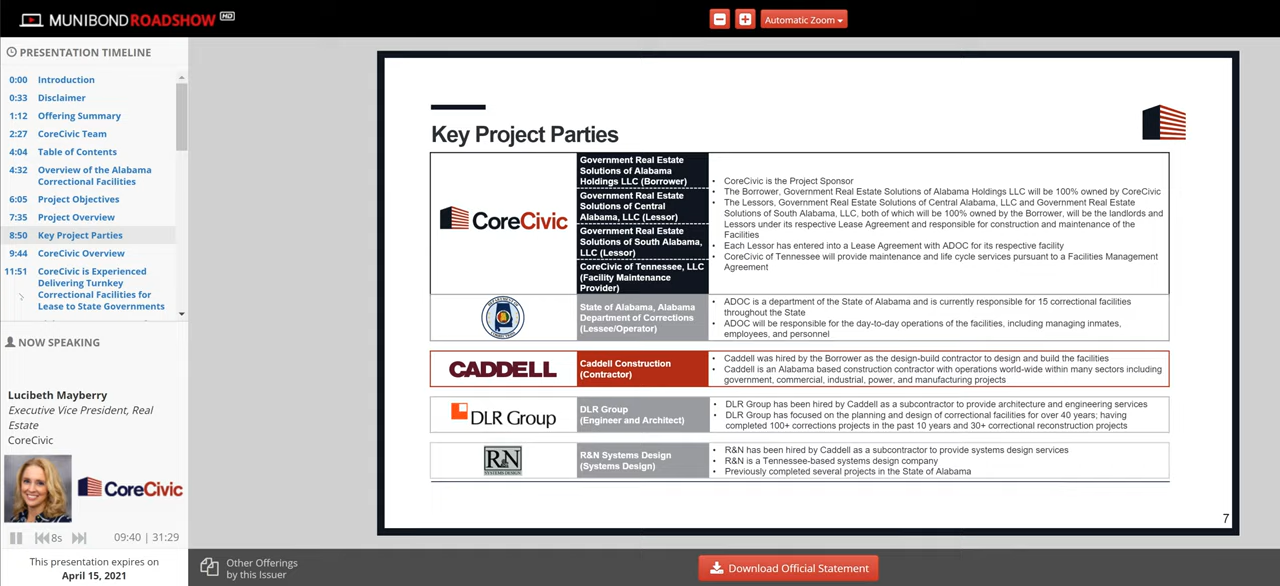 MUNIBONDROADSHOW HD
Automatic Zoom
PRESENTATION TIMELINE
0:00 Introduction
0:33 Disclaimer
1:12 Offering Summary
2:27 CoreCivic Team
4:04 Table of Contents
4:32 Overview of the Alabama
Correctional Facilities
6:05 Project Objectives
7:35 Project Overview
8:50 Key Project Parties
9:44 CoreCivic Overview
11:51 CoreCivic is Experienced
Delivering Turnkey
Correctional Facilities for
Lease to State Governments
NOW SPEAKING
Lucibeth Mayberry
Executive Vice President, Real
Estate
CoreCivic
CoreCivic
8s 09:40 | 31:29
This presentation expires on
April 15, 2021
Key Project Parties
CoreCivic
Government Real Estate
Solutions of Alabama
Holdings LLC (Borrower)
Government Real Estate
Solutions of Central
Alabama, LLC (Lessor)
Government Real Estate
Solutions of South Alabama,
LLC (Lessor)
CoreCivic of Tennessee, LLC
(Facility Maintenance
Provider)
• CoreCivic is the Project Sponsor
• The Borrower, Government Real Estate Solutions of Alabama Holdings LLC will be 100% owned by CoreCivic
• The Lessors, Government Real Estate Solutions of Central Alabama, LLC and Government Real Estate
Solutions of South Alabama, LLC, both of which will be 100% owned by the Borrower, will be the landlords and
Lessors under its respective Lease Agreement and responsible for construction and maintenance of the
Facilities
• Each Lessor has entered into a Lease Agreement with ADOC for its respective facility
• CoreCivic of Tennessee will provide maintenance and life cycle services pursuant to a Facilities Management
Agreement
State of Alabama, Alabama
Department of Corrections
(Lessee/Operator)
• ADOC is a department of the State of Alabama and is currently responsible for 15 correctional facilities
throughout the State
• ADOC will be responsible for the day-to-day operations of the facilities, including managing inmates,
employees, and personnel
CADDELL
Caddell Construction
(Contractor)
• Caddell was hired by the Borrower as the design-build contractor to design and build the facilities
• Caddell is an Alabama based construction contractor with operations world-wide within many sectors including
government, commercial, industrial, power, and manufacturing projects
DLR Group
DLR Group
(Engineer and Architect)
• DLR Group has been hired by Caddell as a subcontractor to provide architecture and engineering services
• DLR Group has focused on the planning and design of correctional facilities for over 40 years; having
completed 100+ corrections projects in the past 10 years and 30+ correctional reconstruction projects
R&N
SYSTEMS DESIGN
R&N Systems Design
(Systems Design)
• R&N has been hired by Caddell as a subcontractor to provide systems design services
• R&N is a Tennessee-based systems design company
• Previously completed several projects in the State of Alabama
7
Other Offerings
by this Issuer
Download Official Statement